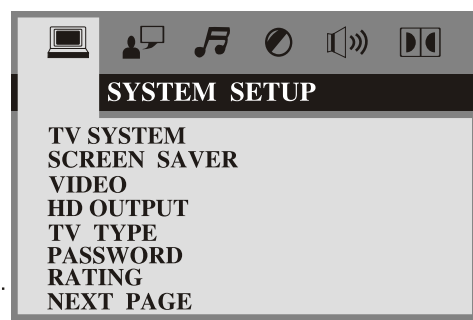 SYSTEM SETUP
TV SYSTEM
SCREEN SAVER
VIDEO
HD OUTPUT
TV TYPE
PASSWORD
RATING
.
NEXT PAGE